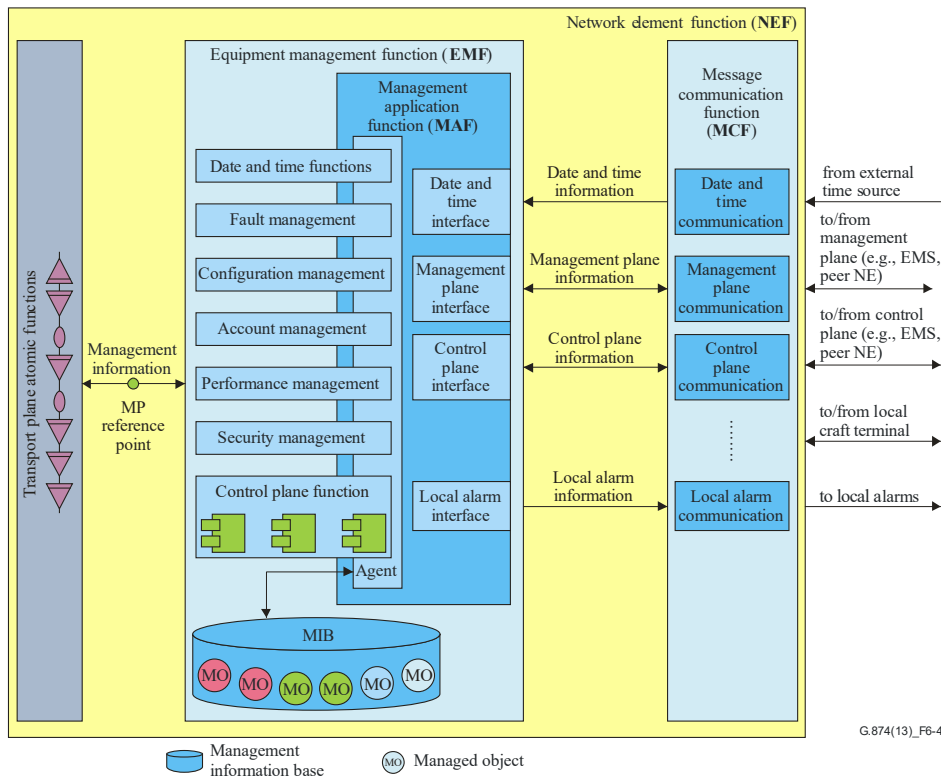 Network element function (NEF)
Equipment management function (EMF)
Management
application
function (MAF)
Message
communication
function
(MCF)
Transport plane atomic functions
Management
information
MP
reference
point
Date and time functions
Fault management
Configuration management
Account management
Performance management
Security management
Control plane function
Agent
Date and
time
interface
Management
plane
interface
Control
plane
interface
Local alarm
interface
Date and time
information
Management plane
information
Control plane
information
Local alarm
information
Date and
time
communication
Management
plane
communication
Control
plane
communication
........
Local alarm
communication
from external
time source
to/from
management
plane (e.g., EMS,
peer NE)
to/from control
plane (e.g., EMS,
peer NE)
to/from local
craft terminal
to local alarms
MIB
MO
MO
MO
MO
MO
MO
G.874(13)_F6-4
Management
information base
MO
Managed object